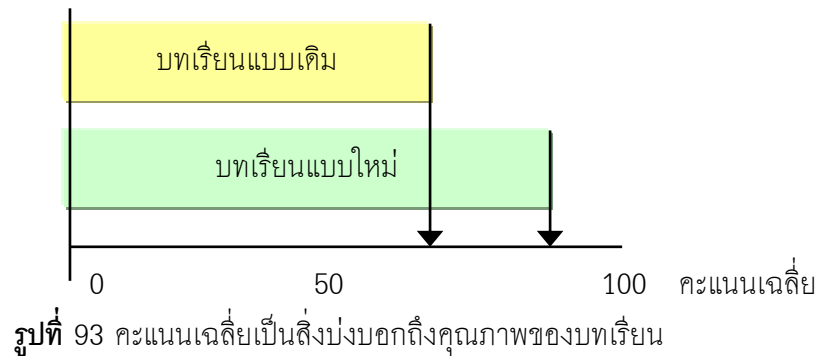 บทเรียนแบบเดิม
บทเรียนแบบใหม่
0 50 100 คะแนนเฉลี่ย
รูปที่ 93 คะแนนเฉลี่ยเป็นสิ่งบ่งบอกถึงคุณภาพของบทเรียน